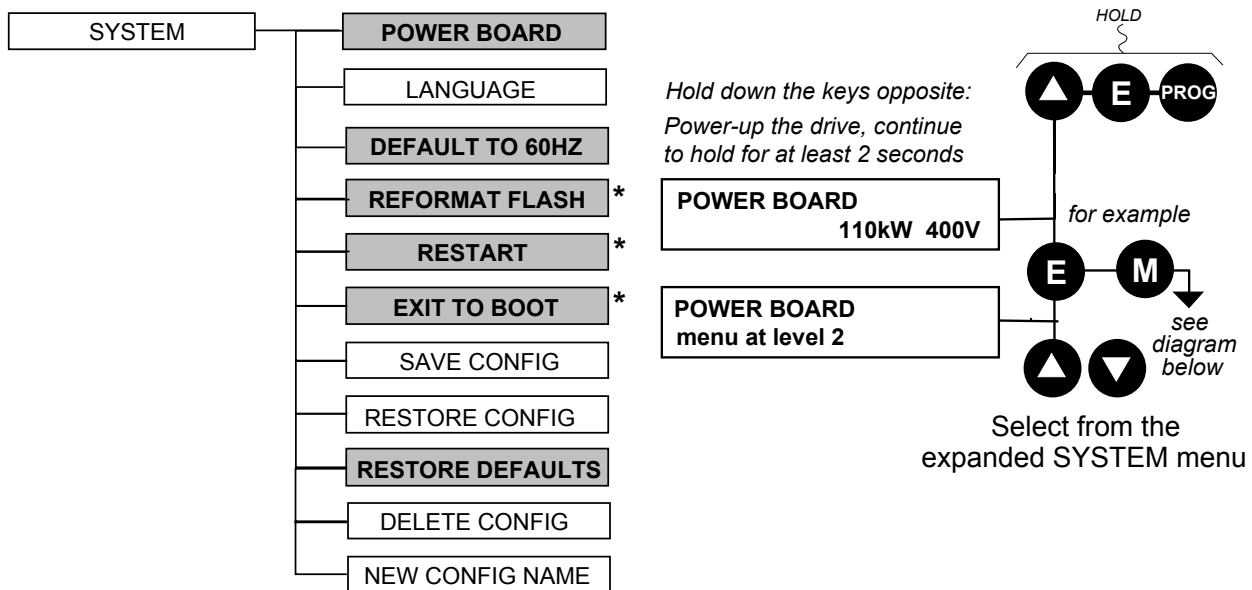 SYSTEM
POWER BOARD
LANGUAGE
DEFAULT TO 60HZ
REFORMAT FLASH *
RESTART *
EXIT TO BOOT *
SAVE CONFIG
RESTORE CONFIG
RESTORE DEFAULTS
DELETE CONFIG
NEW CONFIG NAME
Hold down the keys opposite:
Power-up the drive, continue
to hold for at least 2 seconds
HOLD
E
PROG
POWER BOARD
110kW 400V
for example
E
M
POWER BOARD
menu at level 2
see
diagram
below
Select from the
expanded SYSTEM menu